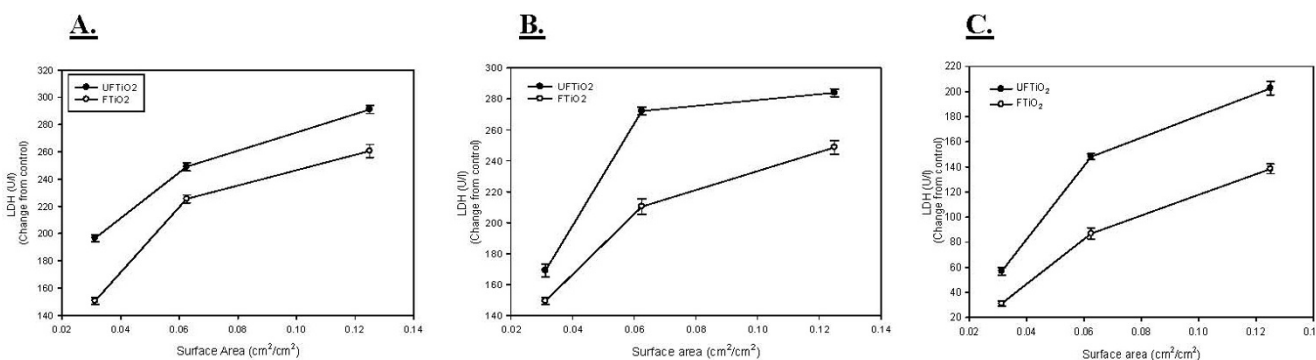 A.
320
300
280
260
240
220
200
180
160
140
LDH (U/l)
(Change from control)
UFTiO2
FTiO2
0.02 0.04 0.06 0.08 0.10 0.12 0.14
Surface Area (cm²/cm²)
B.
300
280
260
240
220
200
180
160
140
LDH (U/l)
(Change from control)
UFTiO2
FTiO2
0.02 0.04 0.06 0.08 0.10 0.12 0.14
Surface area (cm²/cm²)
C.
220
200
180
160
140
120
100
80
60
40
20
LDH (U/l)
(Change from control)
UFTiO₂
FTiO₂
0.02 0.04 0.06 0.08 0.10 0.12 0.14
Surface area (cm²/cm²)